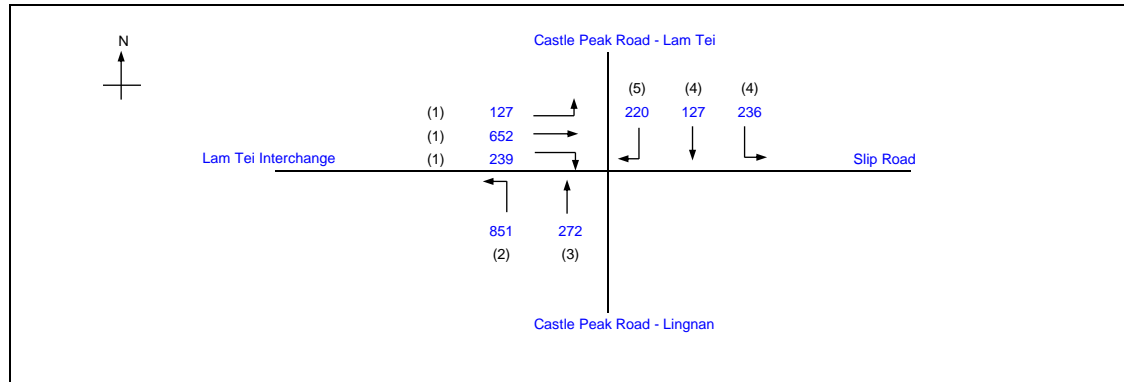 N
Castle Peak Road - Lam Tei
(5) (4) (4)
(1) 127 220 127 236
(1) 652
Lam Tei Interchange (1) 239 Slip Road
851 272
(2) (3)
Castle Peak Road - Lingnan